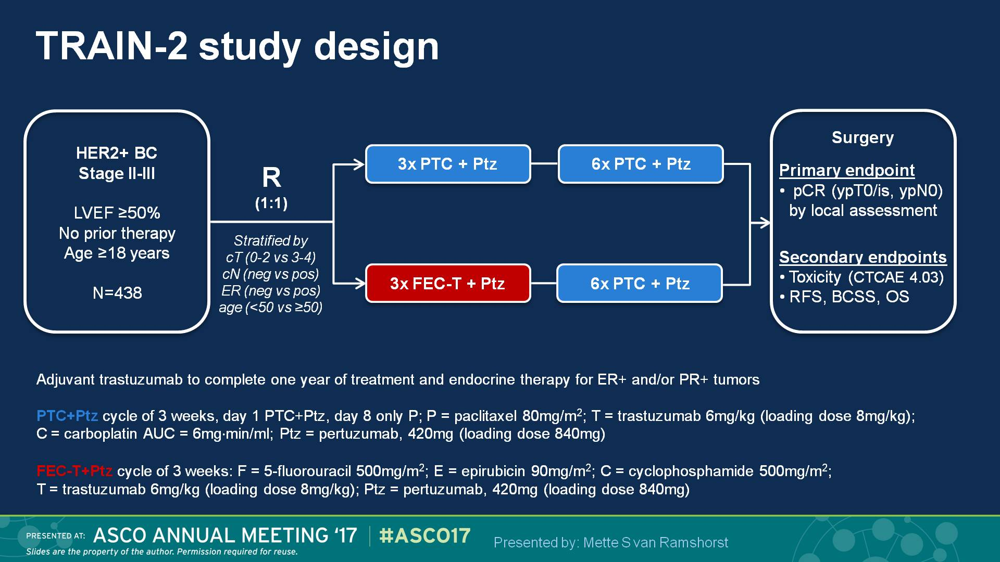 TRAIN-2 study design
HER2+ BC
Stage II-III
LVEF ≥50%
No prior therapy
Age ≥18 years
N=438
R
(1:1)
Stratified by
cT (0-2 vs 3-4)
cN (neg vs pos)
ER (neg vs pos)
age (<50 vs ≥50)
3x PTC + Ptz
6x PTC + Ptz
3x FEC-T + Ptz
6x PTC + Ptz
Surgery
Primary endpoint
• pCR (ypT0/is, ypN0)
by local assessment
Secondary endpoints
• Toxicity (CTCAE 4.03)
• RFS, BCSS, OS
Adjuvant trastuzumab to complete one year of treatment and endocrine therapy for ER+ and/or PR+ tumors
PTC+Ptz cycle of 3 weeks, day 1 PTC+Ptz, day 8 only P; P = paclitaxel 80mg/m²; T = trastuzumab 6mg/kg (loading dose 8mg/kg);
C = carboplatin AUC = 6mg·min/ml; Ptz = pertuzumab, 420mg (loading dose 840mg)
FEC-T+Ptz cycle of 3 weeks: F = 5-fluorouracil 500mg/m²; E = epirubicin 90mg/m²; C = cyclophosphamide 500mg/m²;
T = trastuzumab 6mg/kg (loading dose 8mg/kg); Ptz = pertuzumab, 420mg (loading dose 840mg)
PRESENTED AT: ASCO ANNUAL MEETING ‘17 | #ASCO17
Slides are the property of the author. Permission required for reuse.
Presented by: Mette S van Ramshorst